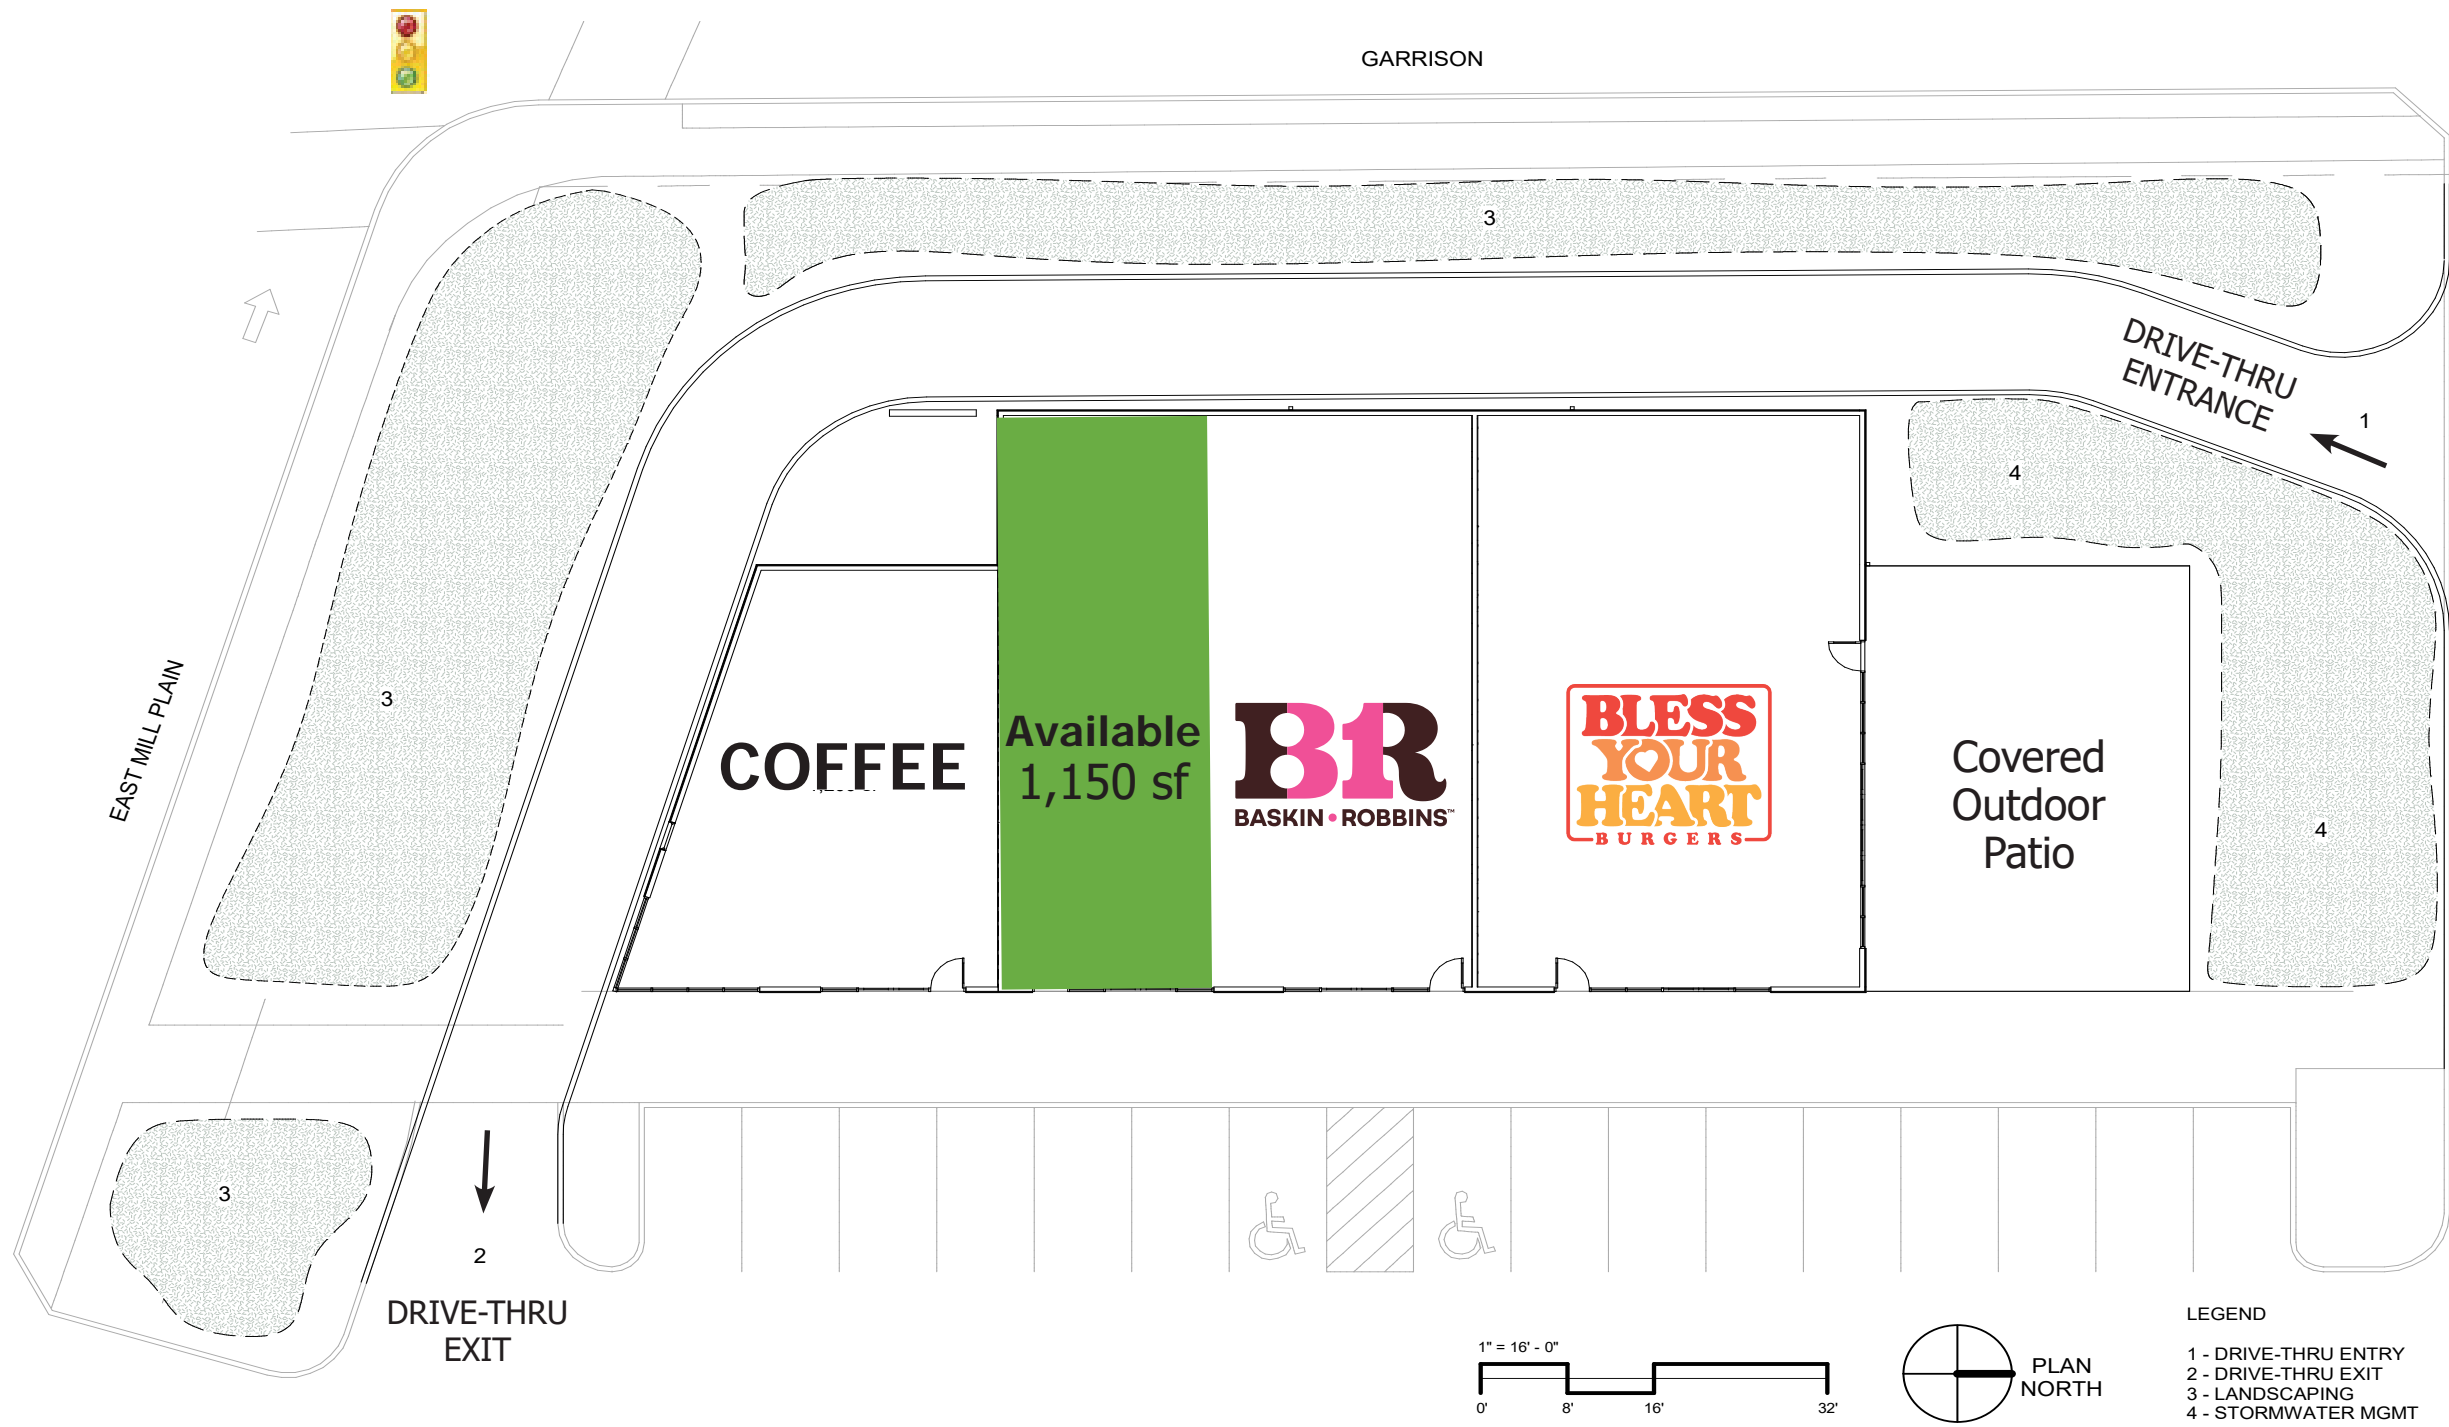 GARRISON
3
DRIVE-THRU
ENTRANCE
1
4
3
EAST MILL PLAIN
COFFEE
Available
1,150 sf
BR
BASKIN • ROBBINS™
BLESS
YOUR
HEART
BURGERS
Covered
Outdoor
Patio
4
3
2
DRIVE-THRU
EXIT
1" = 16' - 0"
0' 8' 16' 32'
PLAN
NORTH
LEGEND
1 - DRIVE-THRU ENTRY
2 - DRIVE-THRU EXIT
3 - LANDSCAPING
4 - STORMWATER MGMT